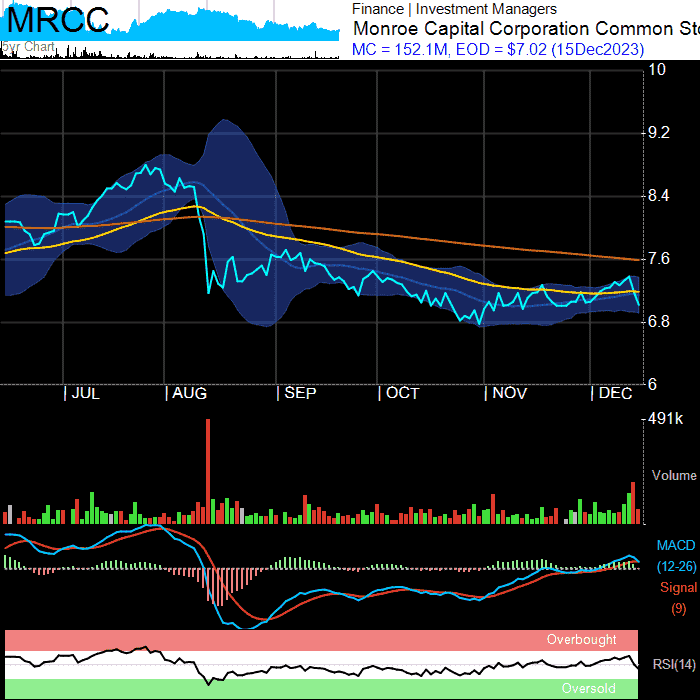 MRCC
Finance | Investment Managers
Monroe Capital Corporation Common Sto
MC = 152.1M, EOD = $7.02 (15Dec2023)
oyr Chart
10
9.2
8.4
7.6
6.8
6
| JUL | AUG | SEP | OCT | NOV | DEC
491k
Volume
MACD
(12-26)
Signal
(9)
Overbought
RSI(14)
Oversold